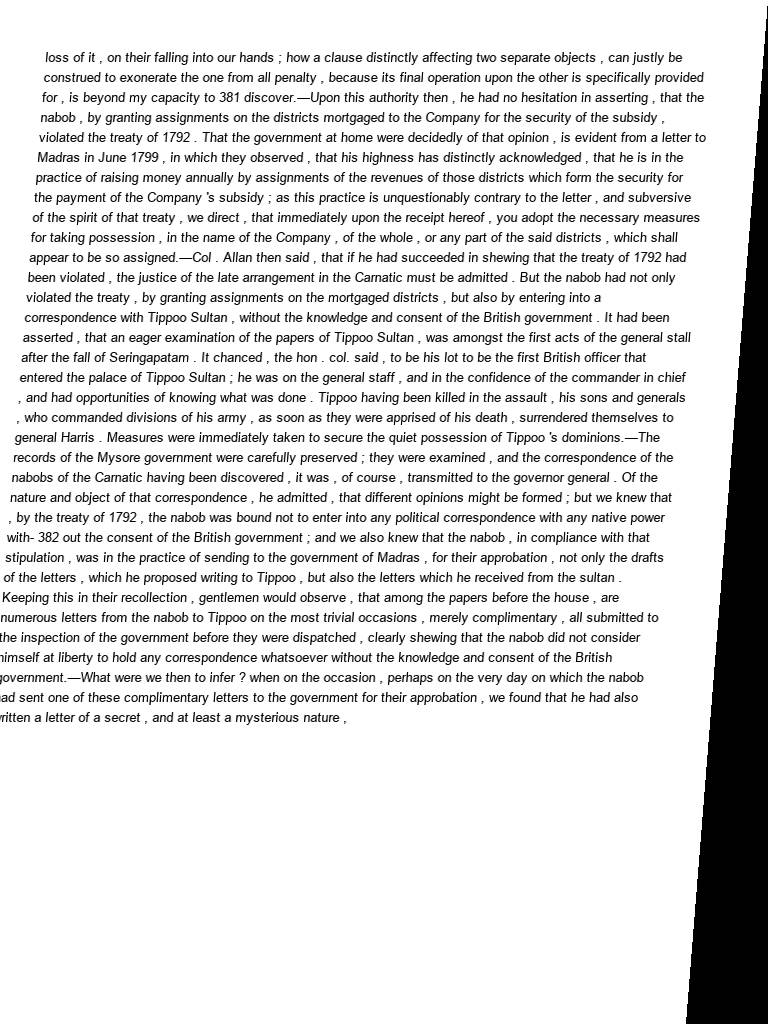 loss of it , on their falling into our hands ; how a clause distinctly affecting two separate objects , can justly be
construed to exonerate the one from all penalty , because its final operation upon the other is specifically provided
for , is beyond my capacity to 381 discover.—Upon this authority then , he had no hesitation in asserting , that the
nabob , by granting assignments on the districts mortgaged to the Company for the security of the subsidy ,
violated the treaty of 1792 . That the government at home were decidedly of that opinion , is evident from a letter to
Madras in June 1799 , in which they observed , that his highness has distinctly acknowledged , that he is in the
practice of raising money annually by assignments of the revenues of those districts which form the security for
the payment of the Company 's subsidy ; as this practice is unquestionably contrary to the letter , and subversive
of the spirit of that treaty , we direct , that immediately upon the receipt hereof , you adopt the necessary measures
for taking possession , in the name of the Company , of the whole , or any part of the said districts , which shall
appear to be so assigned.—Col . Allan then said , that if he had succeeded in shewing that the treaty of 1792 had
been violated , the justice of the late arrangement in the Carnatic must be admitted . But the nabob had not only
violated the treaty , by granting assignments on the mortgaged districts , but also by entering into a
correspondence with Tippoo Sultan , without the knowledge and consent of the British government . It had been
asserted , that an eager examination of the papers of Tippoo Sultan , was amongst the first acts of the general stall
after the fall of Seringapatam . It chanced , the hon . col. said , to be his lot to be the first British officer that
entered the palace of Tippoo Sultan ; he was on the general staff , and in the confidence of the commander in chief
, and had opportunities of knowing what was done . Tippoo having been killed in the assault , his sons and generals
, who commanded divisions of his army , as soon as they were apprised of his death , surrendered themselves to
general Harris . Measures were immediately taken to secure the quiet possession of Tippoo 's dominions.—The
records of the Mysore government were carefully preserved ; they were examined , and the correspondence of the
nabobs of the Carnatic having been discovered , it was , of course , transmitted to the governor general . Of the
nature and object of that correspondence , he admitted , that different opinions might be formed ; but we knew that
, by the treaty of 1792 , the nabob was bound not to enter into any political correspondence with any native power
with- 382 out the consent of the British government ; and we also knew that the nabob , in compliance with that
stipulation , was in the practice of sending to the government of Madras , for their approbation , not only the drafts
of the letters , which he proposed writing to Tippoo , but also the letters which he received from the sultan .
Keeping this in their recollection , gentlemen would observe , that among the papers before the house , are
numerous letters from the nabob to Tippoo on the most trivial occasions , merely complimentary , all submitted to
the inspection of the government before they were dispatched , clearly shewing that the nabob did not consider
himself at liberty to hold any correspondence whatsoever without the knowledge and consent of the British
government.—What were we then to infer ? when on the occasion , perhaps on the very day on which the nabob
had sent one of these complimentary letters to the government for their approbation , we found that he had also
written a letter of a secret , and at least a mysterious nature ,